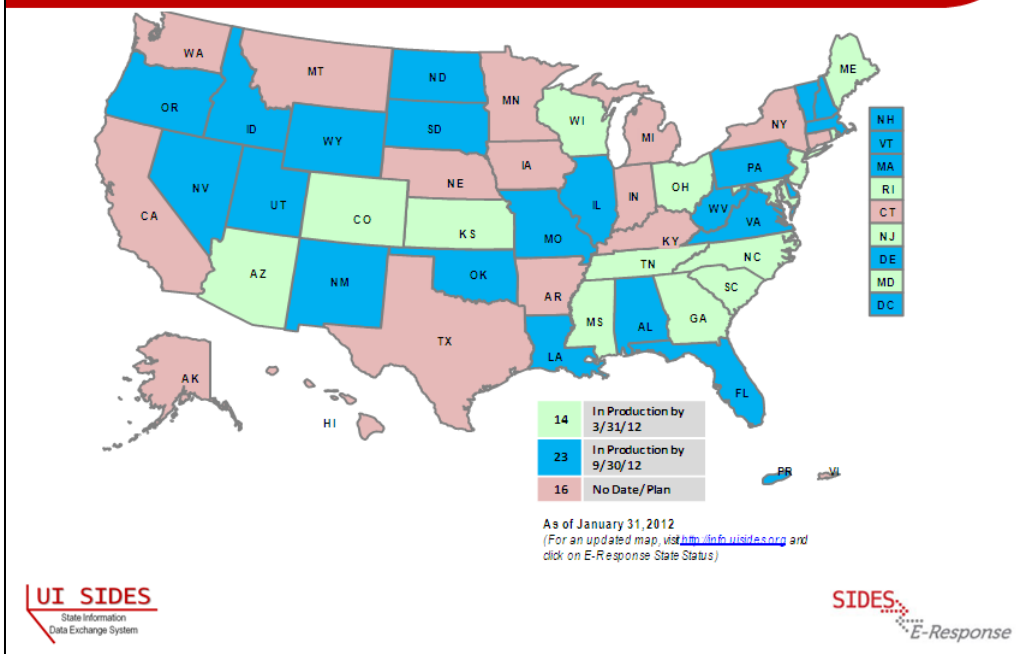 WA
MT
ND
MN
ME
OR
ID
WY
SD
WI
MI
NY
NH
VT
MA
RI
CT
NJ
DE
MD
DC
NV
UT
CO
NE
IA
IL
IN
OH
PA
WV
VA
CA
KS
MO
KY
AZ
NM
OK
TN
NC
SC
AR
MS
AL
GA
TX
LA
FL
AK
HI
PR
VI
14 In Production by
3/31/12
23 In Production by
9/30/12
16 No Date/Plan
As of January 31, 2012
(For an updated map, visit http://info.uisides.org and
click on E-Response State Status)
UI SIDES
State Information
Data Exchange System
SIDES
E-Response